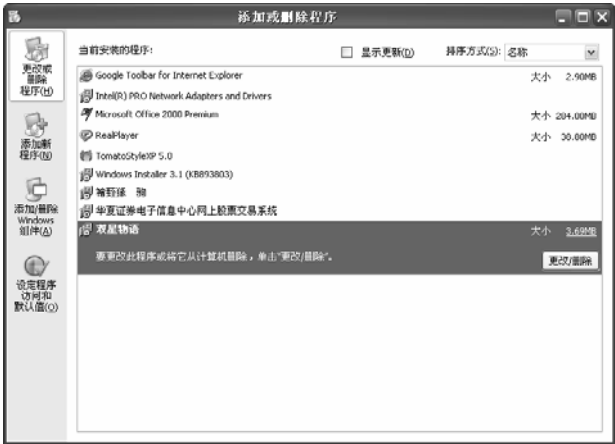 添加或删除程序
更改或
删除
程序(H)
添加新
程序(N)
添加/删除
Windows
组件(A)
设定程序
访问和
默认值(O)
当前安装的程序:
显示更新(D)
排序方式(S): 名称
Google Toolbar for Internet Explorer 大小 2.90MB
Intel(R) PRO Network Adapters and Drivers
Microsoft Office 2000 Premium 大小 204.00MB
RealPlayer 大小 30.00MB
TomatoStyleXP 5.0
Windows Installer 3.1 (KB893803)
华夏证券电子信息中心网上股票交易系统
双星物语 大小 3.69MB
要更改此程序或将它从计算机删除，单击“更改/删除”。
更改/删除